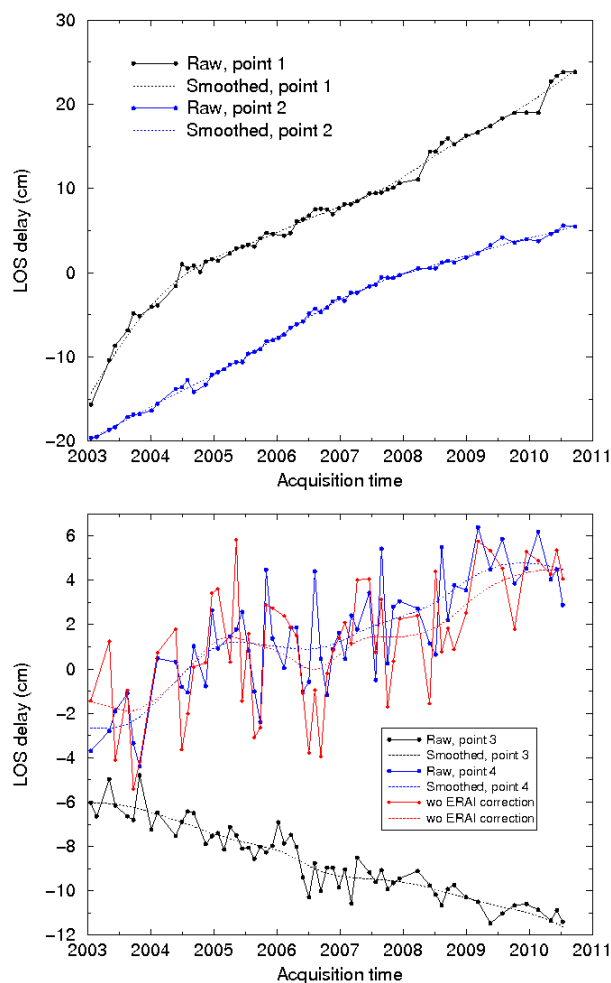 30
20
10
0
−10
−20
LOS delay (cm)
Raw, point 1
Smoothed, point 1
Raw, point 2
Smoothed, point 2
2003 2004 2005 2006 2007 2008 2009 2010 2011
Acquisition time
6
4
2
0
−2
−4
−6
−8
−10
−12
LOS delay (cm)
Raw, point 3
Smoothed, point 3
Raw, point 4
Smoothed, point 4
wo ERAI correction
wo ERAI correction
2003 2004 2005 2006 2007 2008 2009 2010 2011
Acquisition time